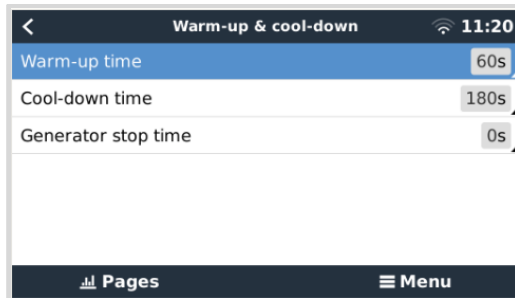 Warm-up & cool-down 11:20
Warm-up time 60s
Cool-down time 180s
Generator stop time 0s
Pages Menu